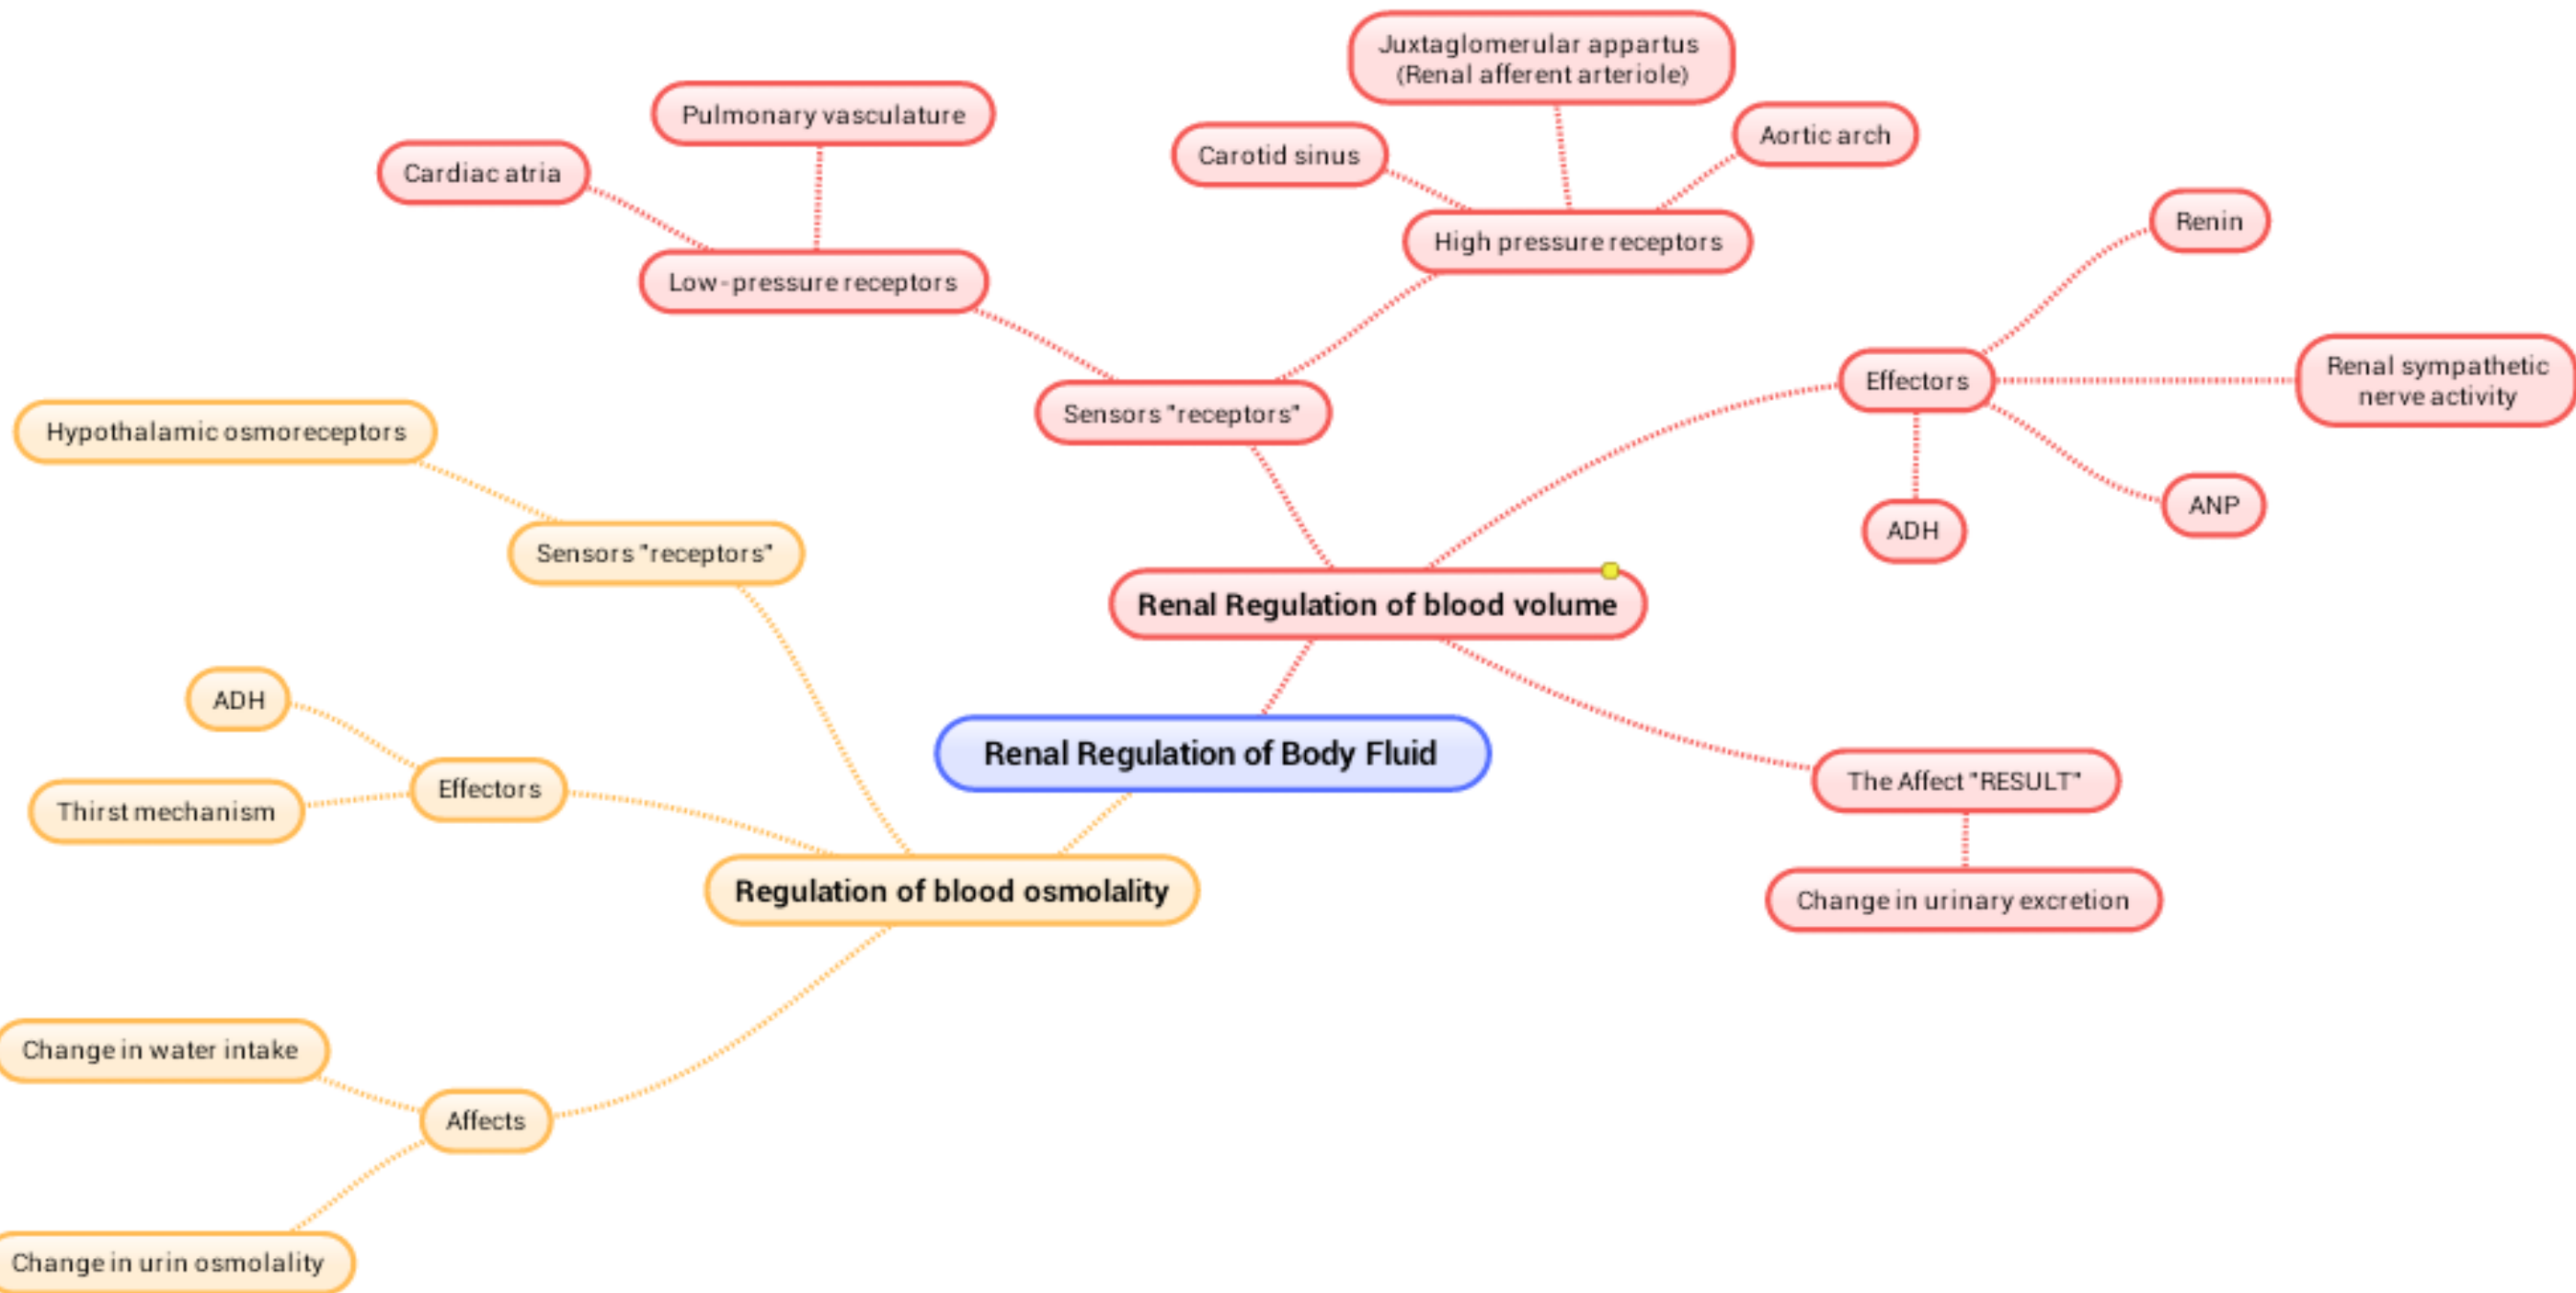 Juxtaglomerular appartus
(Renal afferent arteriole)
Pulmonary vasculature
Aortic arch
Carotid sinus
Cardiac atria
Renin
High pressure receptors
Low-pressure receptors
Renal sympathetic
nerve activity
Effectors
Sensors "receptors"
Hypothalamic osmoreceptors
ANP
ADH
Sensors "receptors"
Renal Regulation of blood volume
ADH
Renal Regulation of Body Fluid
The Affect "RESULT"
Effectors
Thirst mechanism
Regulation of blood osmolality
Change in urinary excretion
Change in water intake
Affects
Change in urin osmolality